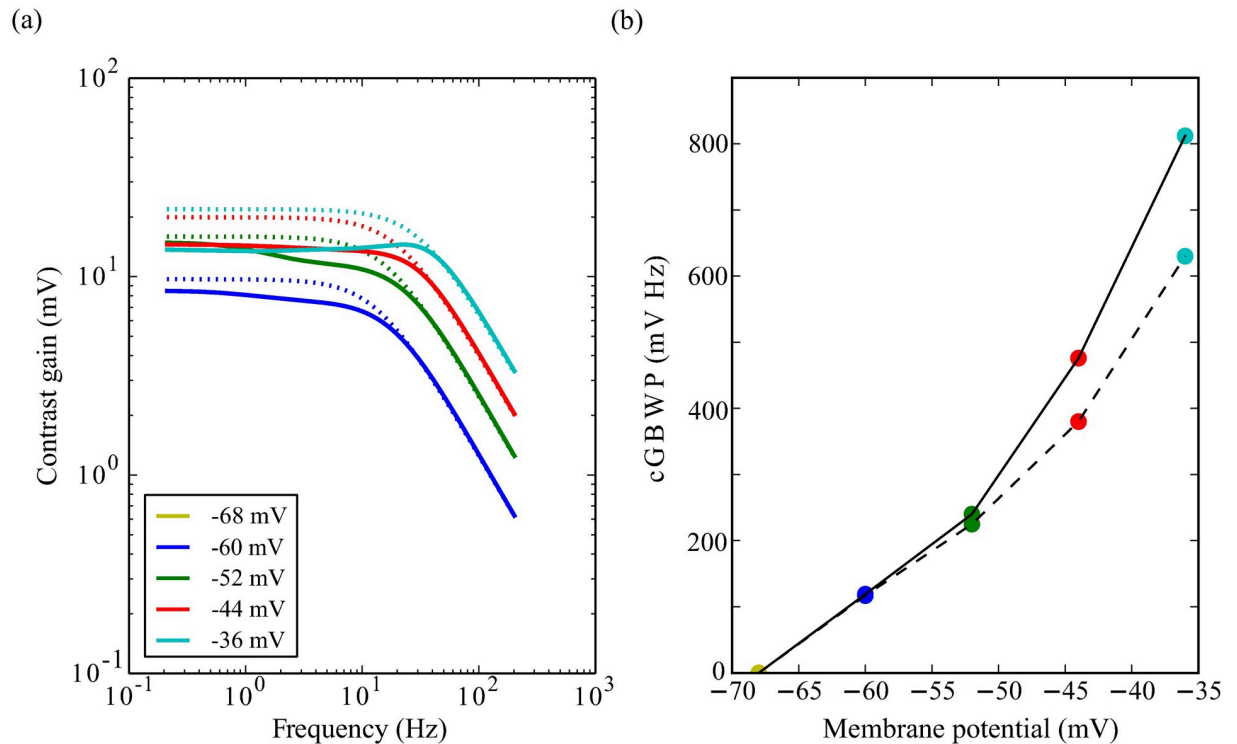 (a)
(b)
10^2
10^1
10^0
10^-1
Contrast gain (mV)
-68 mV
-60 mV
-52 mV
-44 mV
-36 mV
10^-1
10^0
10^1
10^2
10^3
Frequency (Hz)
800
600
400
200
0
cGBWP (mV Hz)
−70
−65
−60
−55
−50
−45
−40
−35
Membrane potential (mV)